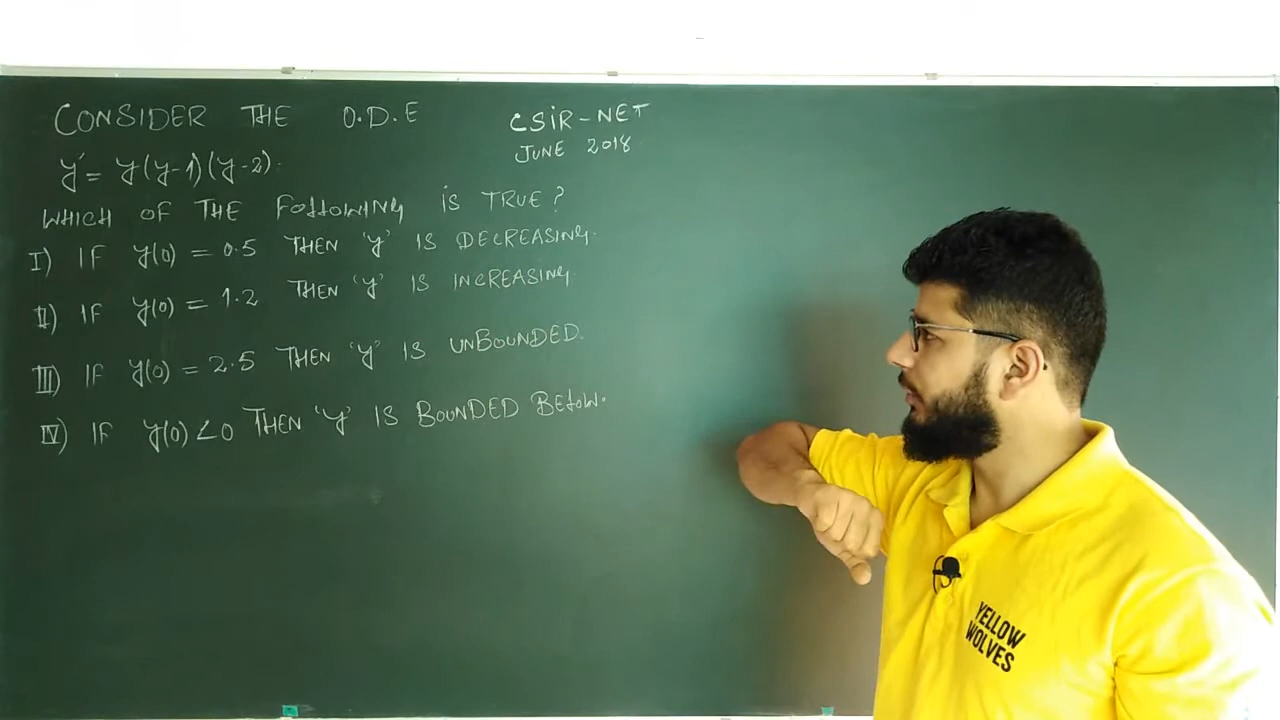 CONSIDER THE O.D.E
y' = y(y-1)(y-2).
WHICH OF THE FOLLOWING IS TRUE?
I) IF y(0) = 0.5 THEN 'y' IS DECREASING.
II) IF y(0) = 1.2 THEN 'y' IS INCREASING.
III) IF y(0) = 2.5 THEN 'y' IS UNBOUNDED.
IV) IF y(0) < 0 THEN 'y' IS BOUNDED BELOW.
CSiR-NET
JUNE 2018
YELLOW
WOLVES